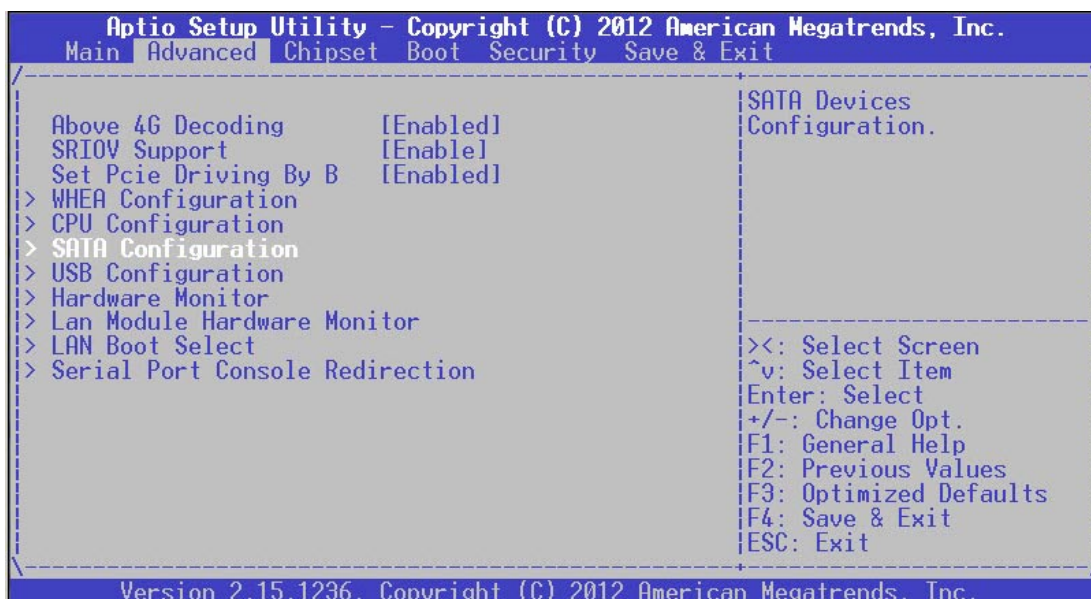 Aptio Setup Utility - Copyright (C) 2012 American Megatrends, Inc.
Main Advanced Chipset Boot Security Save & Exit
Above 4G Decoding [Enabled]
SRIOV Support [Enable]
Set Pcie Driving By B [Enabled]
> WHEA Configuration
> CPU Configuration
> SATA Configuration
> USB Configuration
> Hardware Monitor
> Lan Module Hardware Monitor
> LAN Boot Select
> Serial Port Console Redirection
SATA Devices
Configuration.
><: Select Screen
^v: Select Item
Enter: Select
+/-: Change Opt.
F1: General Help
F2: Previous Values
F3: Optimized Defaults
F4: Save & Exit
ESC: Exit
Version 2.15.1236. Copyright (C) 2012 American Megatrends, Inc.